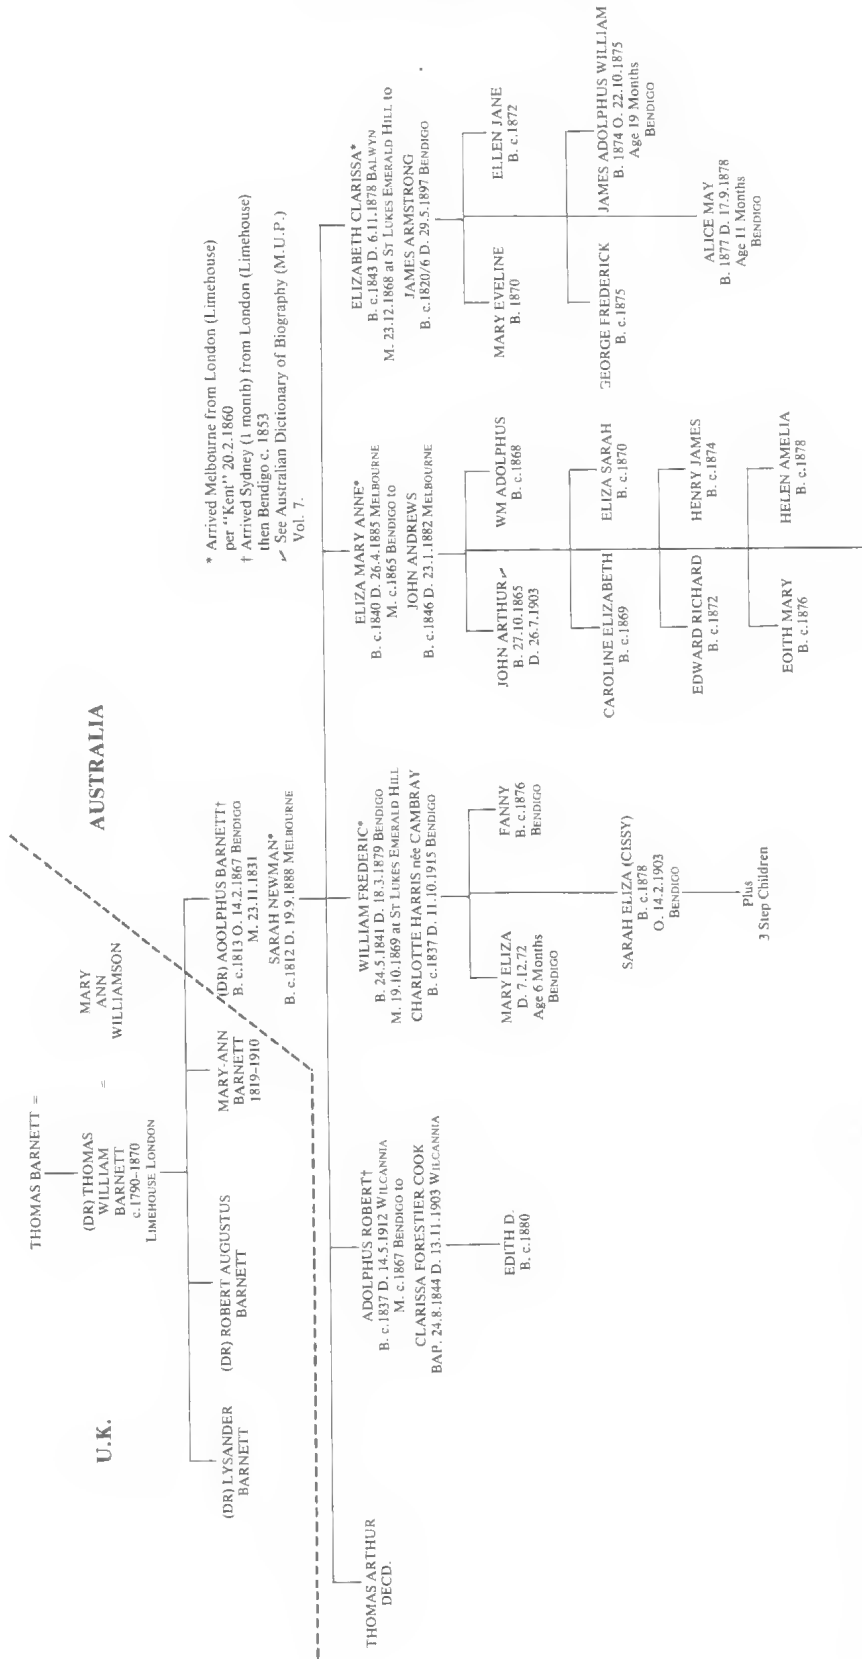 U.K.
AUSTRALIA
THOMAS BARNETT =
(DR) THOMAS
WILLIAM
BARNETT
c.1790-1870
LIMEHOUSE LONDON
=
MARY
ANN
WILLIAMSON
(DR) LYSANDER
BARNETT
(DR) ROBERT AUGUSTUS
BARNETT
MARY-ANN
BARNETT
1819-1910
(DR) AOOLPHUS BARNETT†
B. c.1813 O. 14.2.1867 BENDIGO
M. 23.11.1831
SARAH NEWMAN*
B. c.1812 D. 19.9.1888 MELBOURNE
* Arrived Melbourne from London (Limehouse)
per "Kent" 20.2.1860
† Arrived Sydney (1 month) from London (Limehouse)
then Bendigo c. 1853
✓ See Australian Dictionary of Biography (M.U.P.)
Vol. 7.
THOMAS ARTHUR
DECD.
ADOLPHUS ROBERT†
B. c.1837 D. 14.5.1912 WILCANNIA
M. c.1867 BENDIGO to
CLARISSA FORESTIER COOK
BAP. 24.8.1844 D. 13.11.1903 WILCANNIA
EDITH D.
B. c.1880
WILLIAM FREDERIC*
B. 24.5.1841 D. 18.3.1879 BENDIGO
M. 19.10.1869 at ST LUKES EMERALD HILL
CHARLOTTE HARRIS née CAMBRAY
B. c.1837 D. 11.10.1915 BENDIGO
MARY ELIZA
D. 7.12.72
Age 6 Months
BENDIGO
FANNY
B. c.1876
BENDIGO
SARAH ELIZA (CISSY)
B. c.1878
O. 14.2.1903
BENDIGO
Plus
3 Step Children
ELIZA MARY ANNE*
B. c.1840 D. 26.4.1885 MELBOURNE
M. c.1865 BENDIGO to
JOHN ANDREWS
B. c.1846 D. 23.1.1882 MELBOURNE
JOHN ARTHUR ✓
B. 27.10.1865
D. 26.7.1903
WM ADOLPHUS
B. c.1868
CAROLINE ELIZABETH
B. c.1869
ELIZA SARAH
B. c.1870
EDWARD RICHARD
B. c.1872
HENRY JAMES
B. c.1874
EOITH MARY
B. c.1876
HELEN AMELIA
B. c.1878
ELIZABETH CLARISSA*
B. c.1843 D. 6.11.1878 BALWYN
M. 23.12.1868 at ST LUKES EMERALD HILL to
JAMES ARMSTRONG
B. c.1820/6 D. 29.5.1897 BENDIGO
MARY EVELINE
B. 1870
ELLEN JANE
B. c.1872
GEORGE FREDERICK
B. c.1875
JAMES ADOLPHUS WILLIAM
B. 1874 O. 22.10.1875
Age 19 Months
BENDIGO
ALICE MAY
B. 1877 D. 17.9.1878
Age 11 Months
BENDIGO